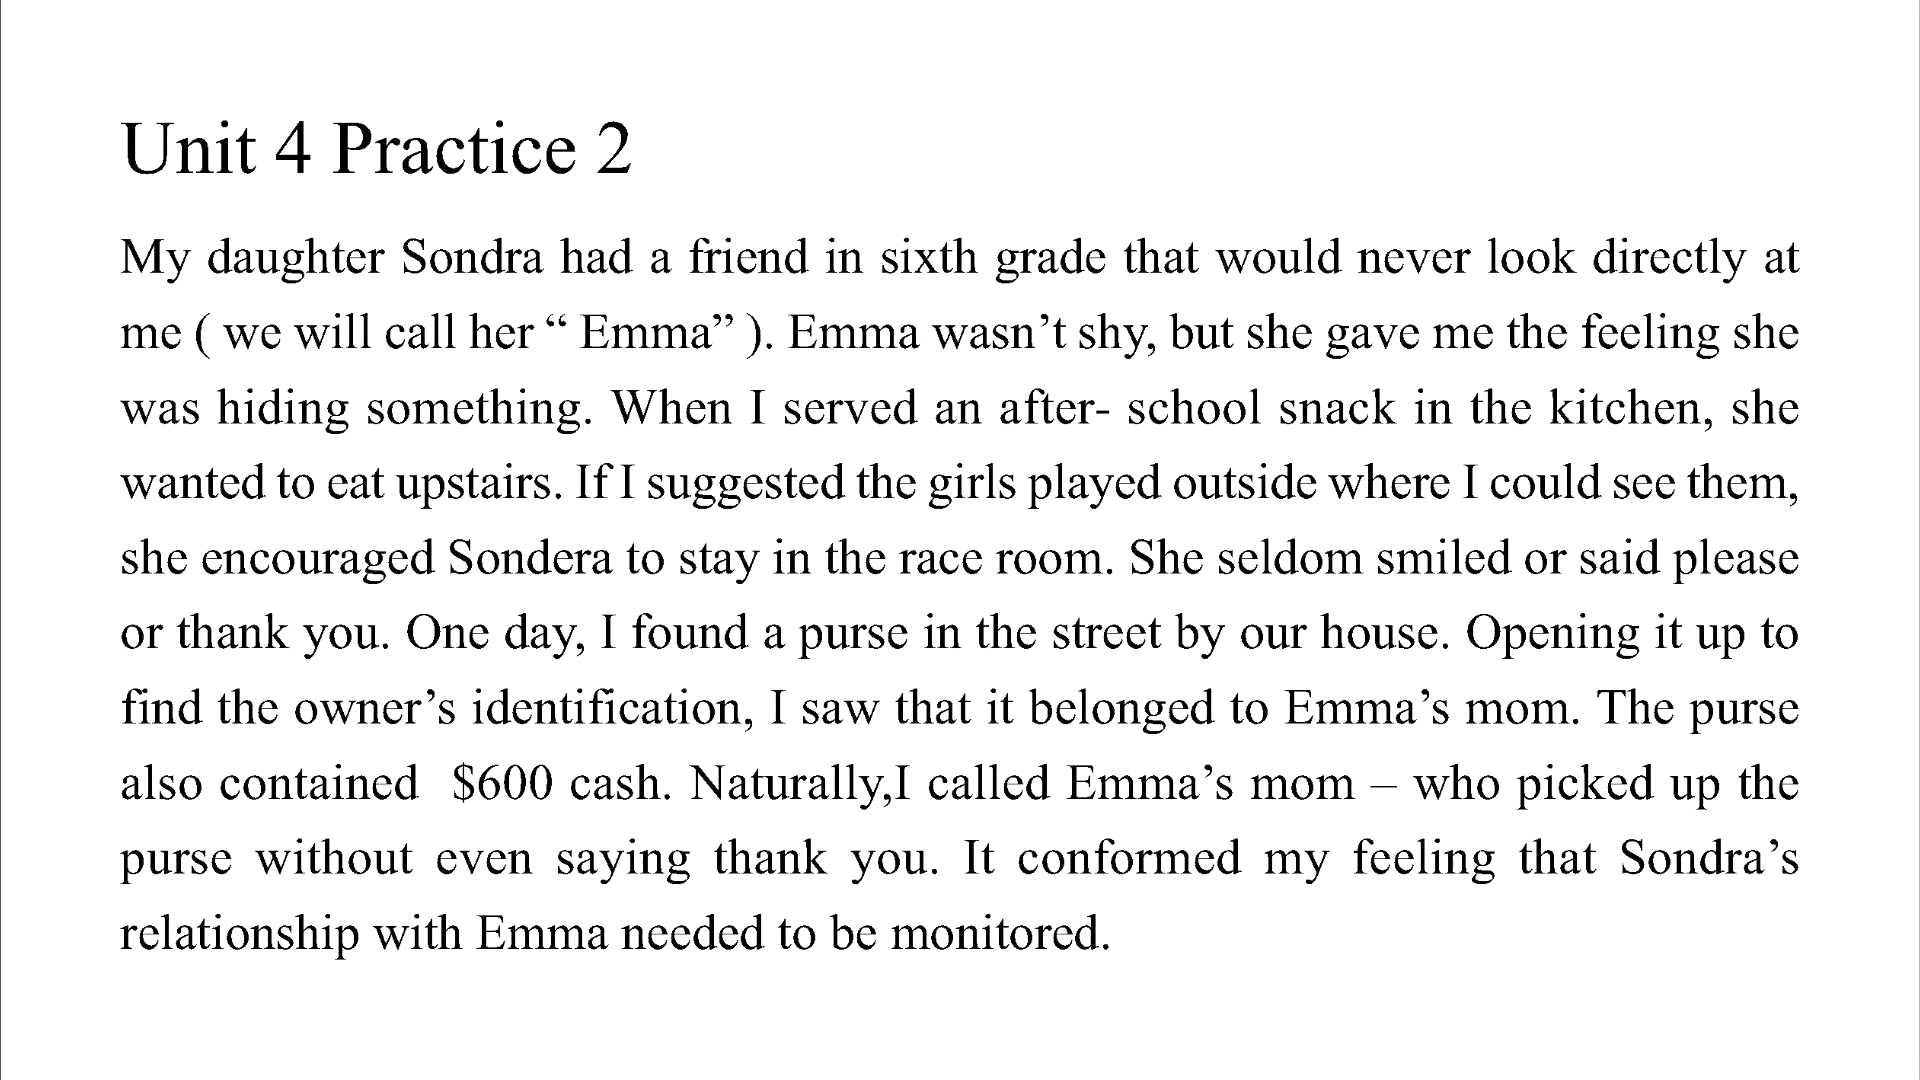 Unit 4 Practice 2
My daughter Sondra had a friend in sixth grade that would never look directly at
me ( we will call her “ Emma” ). Emma wasn’t shy, but she gave me the feeling she
was hiding something. When I served an after- school snack in the kitchen, she
wanted to eat upstairs. If I suggested the girls played outside where I could see them,
she encouraged Sondera to stay in the race room. She seldom smiled or said please
or thank you. One day, I found a purse in the street by our house. Opening it up to
find the owner’s identification, I saw that it belonged to Emma’s mom. The purse
also contained  $600 cash. Naturally,I called Emma’s mom – who picked up the
purse without even saying thank you. It conformed my feeling that Sondra’s
relationship with Emma needed to be monitored.